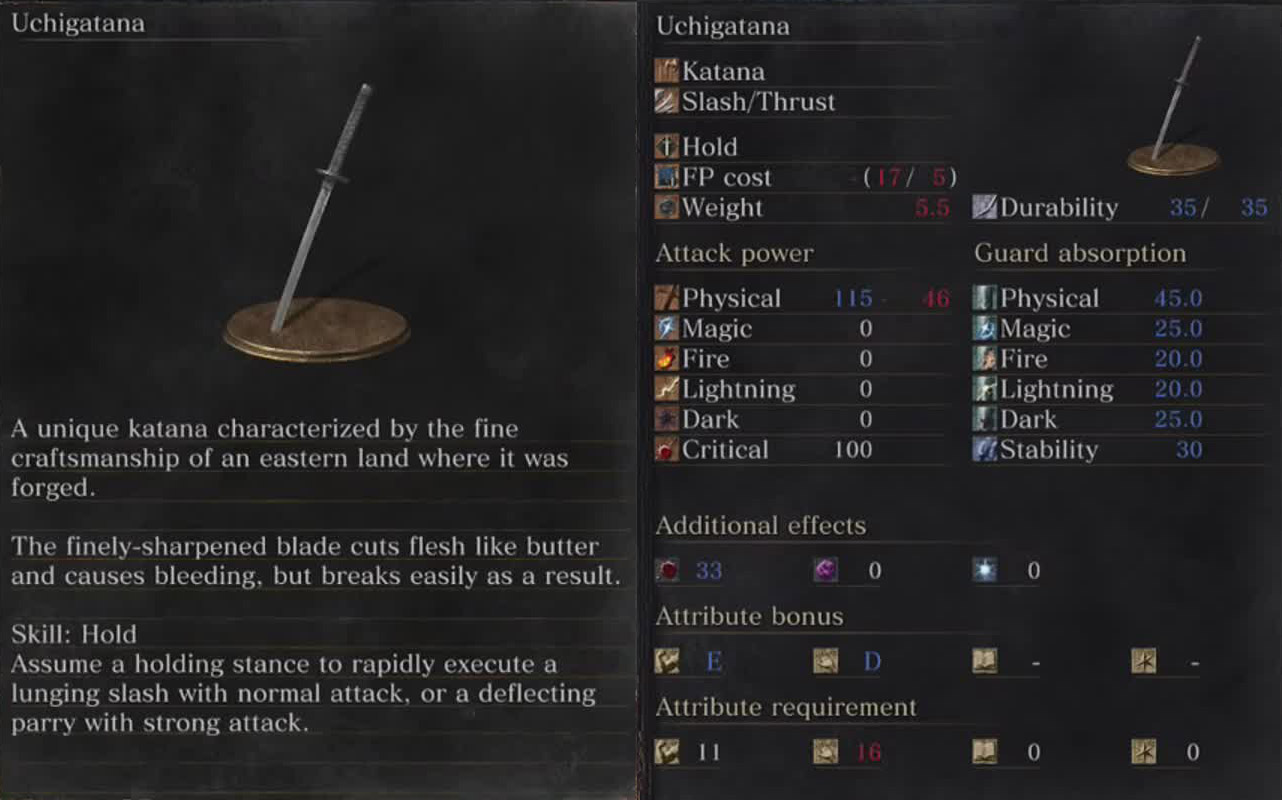 Uchigatana
A unique katana characterized by the fine
craftsmanship of an eastern land where it was
forged.
The finely-sharpened blade cuts flesh like butter
and causes bleeding, but breaks easily as a result.
Skill: Hold
Assume a holding stance to rapidly execute a
lunging slash with normal attack, or a deflecting
parry with strong attack.
Uchigatana
Katana
Slash/Thrust
Hold
FP cost - (17/ 5)
Weight 5.5 Durability 35/ 35
Attack power Guard absorption
Physical 115 - 46 Physical 45.0
Magic 0 Magic 25.0
Fire 0 Fire 20.0
Lightning 0 Lightning 20.0
Dark 0 Dark 25.0
Critical 100 Stability 30
Additional effects
33 0 0
Attribute bonus
E D - -
Attribute requirement
11 16 0 0